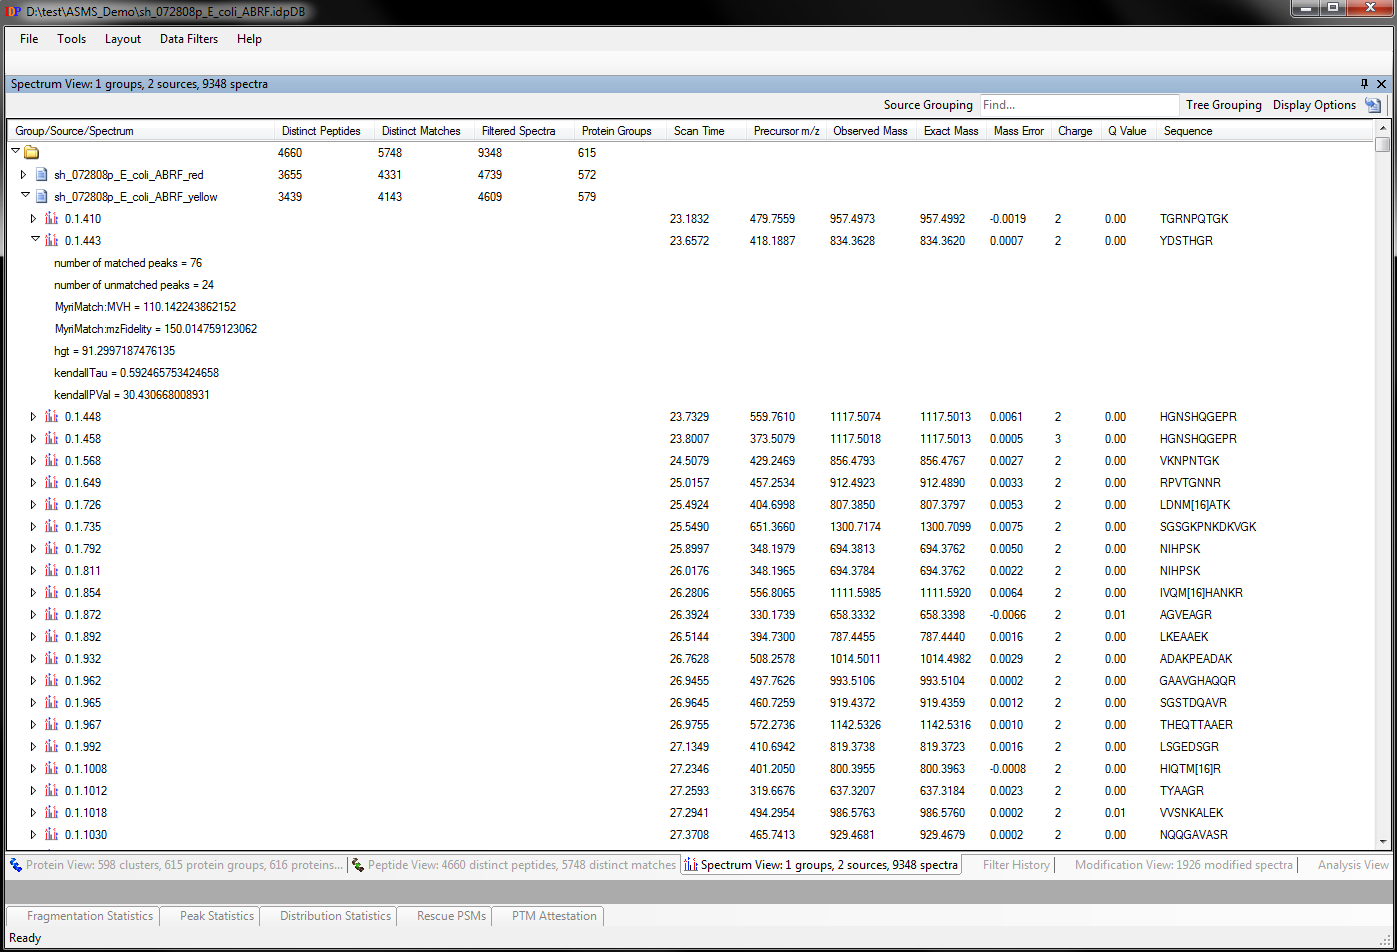 IDP D:\test\ASMS_Demo\sh_072808p_E_coli_ABRF.idpDB
File Tools Layout Data Filters Help
Spectrum View: 1 groups, 2 sources, 9348 spectra
Source Grouping Find... Tree Grouping Display Options
Group/Source/Spectrum Distinct Peptides Distinct Matches Filtered Spectra Protein Groups Scan Time Precursor m/z Observed Mass Exact Mass Mass Error Charge Q Value Sequence
4660 5748 9348 615
sh_072808p_E_coli_ABRF_red 3655 4331 4739 572
sh_072808p_E_coli_ABRF_yellow 3439 4143 4609 579
0.1.410 23.1832 479.7559 957.4973 957.4992 -0.0019 2 0.00 TGRNPQTGK
0.1.443 23.6572 418.1887 834.3628 834.3620 0.0007 2 0.00 YDSTHGR
number of matched peaks = 76
number of unmatched peaks = 24
MyriMatch:MVH = 110.142243862152
MyriMatch:mzFidelity = 150.014759123062
hgt = 91.2997187476135
kendallTau = 0.592465753424658
kendallPVal = 30.430668008931
0.1.448 23.7329 559.7610 1117.5074 1117.5013 0.0061 2 0.00 HGNSHQGEPR
0.1.458 23.8007 373.5079 1117.5018 1117.5013 0.0005 3 0.00 HGNSHQGEPR
0.1.568 24.5079 429.2469 856.4793 856.4767 0.0027 2 0.00 VKNPNTGK
0.1.649 25.0157 457.2534 912.4923 912.4890 0.0033 2 0.00 RPVTGNNR
0.1.726 25.4924 404.6998 807.3850 807.3797 0.0053 2 0.00 LDNM[16]ATK
0.1.735 25.5490 651.3660 1300.7174 1300.7099 0.0075 2 0.00 SGSGKPNKDKVGK
0.1.792 25.8997 348.1979 694.3813 694.3762 0.0050 2 0.00 NIHPSK
0.1.811 26.0176 348.1965 694.3784 694.3762 0.0022 2 0.00 NIHPSK
0.1.854 26.2806 556.8065 1111.5985 1111.5920 0.0064 2 0.00 IVQM[16]HANKR
0.1.872 26.3924 330.1739 658.3332 658.3398 -0.0066 2 0.01 AGVEAGR
0.1.892 26.5144 394.7300 787.4455 787.4440 0.0016 2 0.00 LKEAAEK
0.1.932 26.7628 508.2578 1014.5011 1014.4982 0.0029 2 0.00 ADAKPEADAK
0.1.962 26.9455 497.7626 993.5106 993.5104 0.0002 2 0.00 GAAVGHAQQR
0.1.965 26.9645 460.7259 919.4372 919.4359 0.0012 2 0.00 SGSTDQAVR
0.1.967 26.9755 572.2736 1142.5326 1142.5316 0.0010 2 0.00 THEQTTAAER
0.1.992 27.1349 410.6942 819.3738 819.3723 0.0016 2 0.00 LSGEDSGR
0.1.1008 27.2346 401.2050 800.3955 800.3963 -0.0008 2 0.00 HIQTM[16]R
0.1.1012 27.2593 319.6676 637.3207 637.3184 0.0023 2 0.00 TYAAGR
0.1.1018 27.2941 494.2954 986.5763 986.5760 0.0002 2 0.01 VVSNKALEK
0.1.1030 27.3708 465.7413 929.4681 929.4679 0.0002 2 0.00 NQQGAVASR
Protein View: 598 clusters, 615 protein groups, 616 proteins... Peptide View: 4660 distinct peptides, 5748 distinct matches Spectrum View: 1 groups, 2 sources, 9348 spectra Filter History Modification View: 1926 modified spectra Analysis View
Fragmentation Statistics Peak Statistics Distribution Statistics Rescue PSMs PTM Attestation
Ready